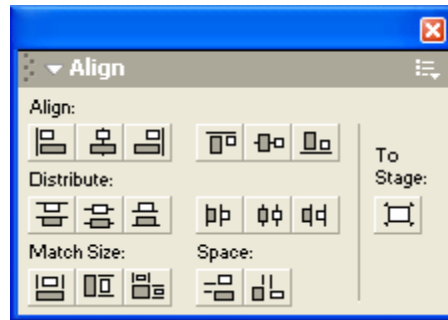 Align
Align:
To
Stage:
Distribute:
Match Size:
Space: